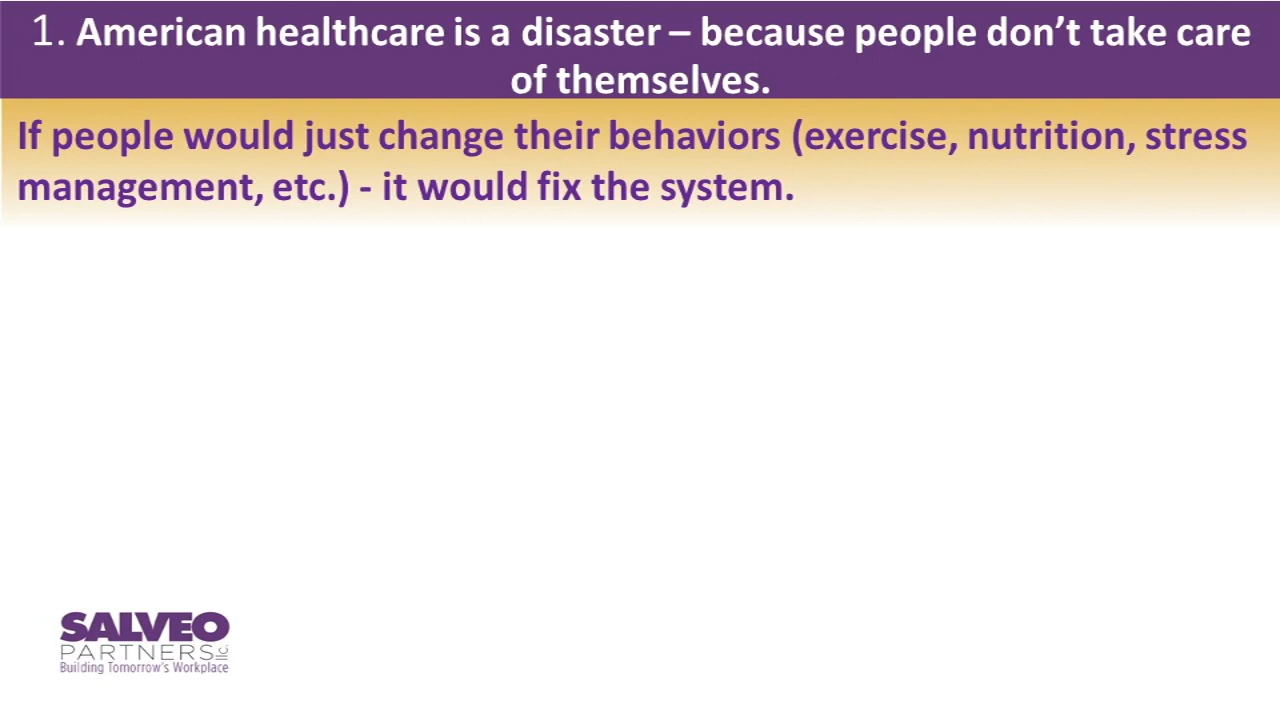 1. American healthcare is a disaster – because people don’t take care
of themselves.
If people would just change their behaviors (exercise, nutrition, stress
management, etc.) - it would fix the system.
SALVEO
PARTNERS LLC.
Building Tomorrow's Workplace